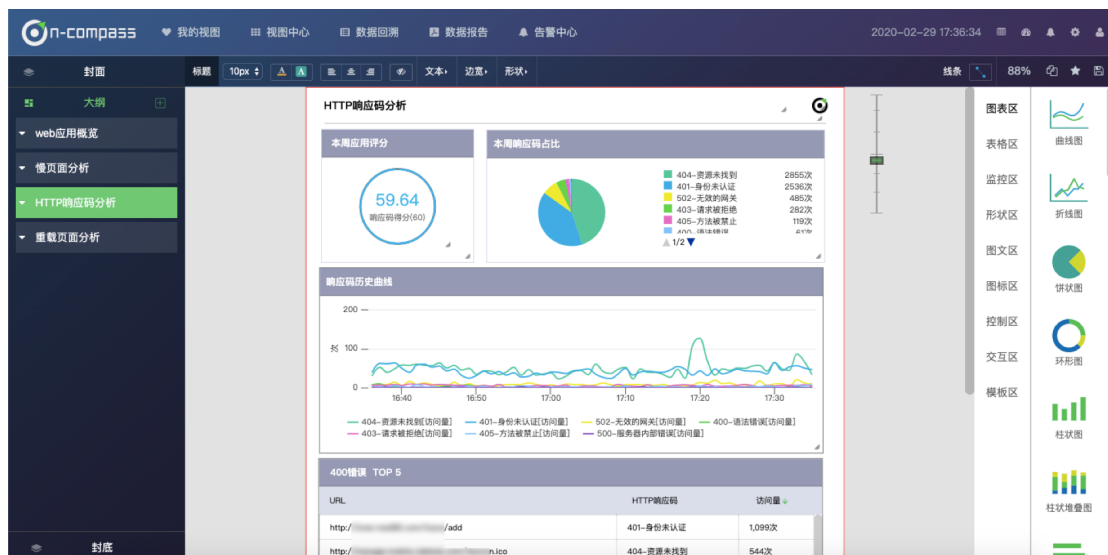 n-compass 我的视图 视图中心 数据回溯 数据报告 告警中心 2020-02-29 17:36:34
封面 标题 10px A A 文本 边宽 形状 线条 88%
大纲
web应用概览
慢页面分析
HTTP响应码分析
重载页面分析
封底
HTTP响应码分析
本周应用评分
59.64
响应码得分(60)
本周响应码占比
404-资源未找到 2855次
401-身份未认证 2536次
502-无效的网关 485次
403-请求被拒绝 282次
405-方法被禁止 119次
400-语法错误 61次
1/2
响应码历史曲线
次
200
100
0
16:40 16:50 17:00 17:10 17:20 17:30
404-资源未找到[访问量] 401-身份未认证[访问量] 502-无效的网关[访问量] 400-语法错误[访问量]
403-请求被拒绝[访问量] 405-方法被禁止[访问量] 500-服务器内部错误[访问量]
400错误 TOP 5
URL HTTP响应码 访问量
http:/ /add 401-身份未认证 1,099次
http:/ n.ico 404-资源未找到 544次
图表区
表格区
监控区
形状区
图文区
图标区
控制区
交互区
模板区
曲线图
折线图
饼状图
环形图
柱状图
柱状堆叠图